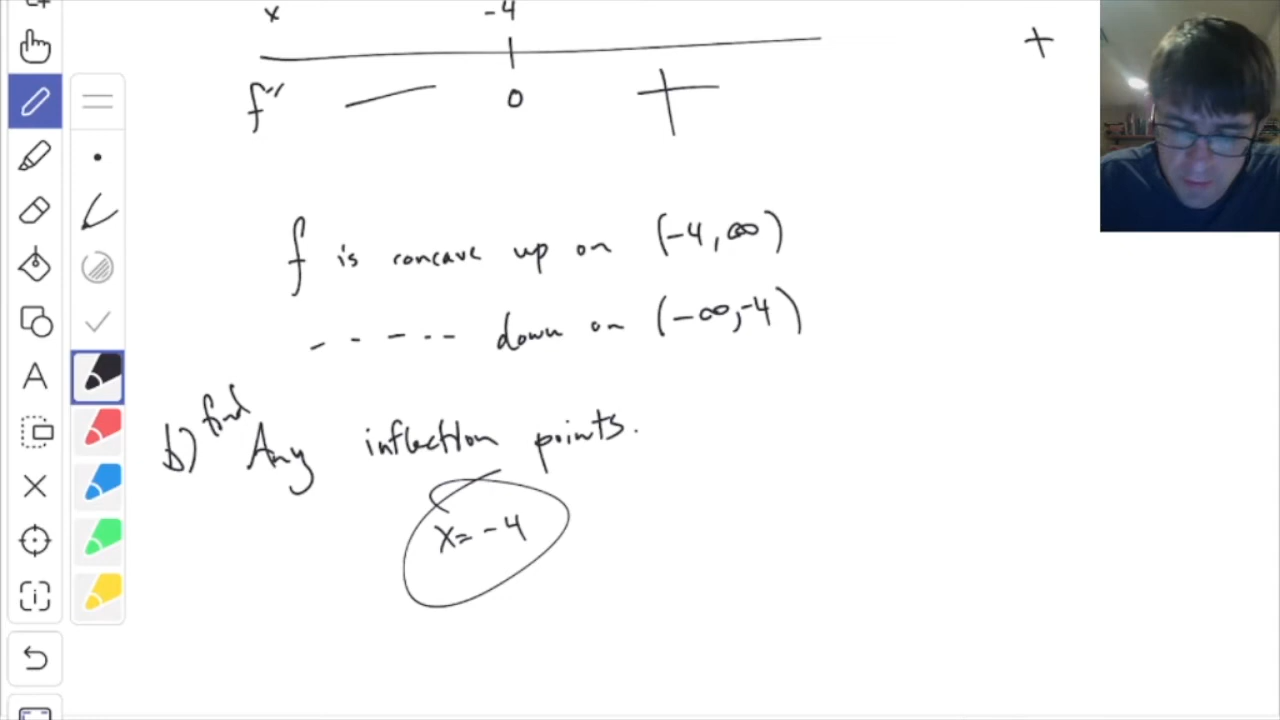 x -4
+
f'' — 0 +
f is concave up on (-4, ∞)
- - - - - down on (-∞, -4)
b) find Any inflection points.
x = -4